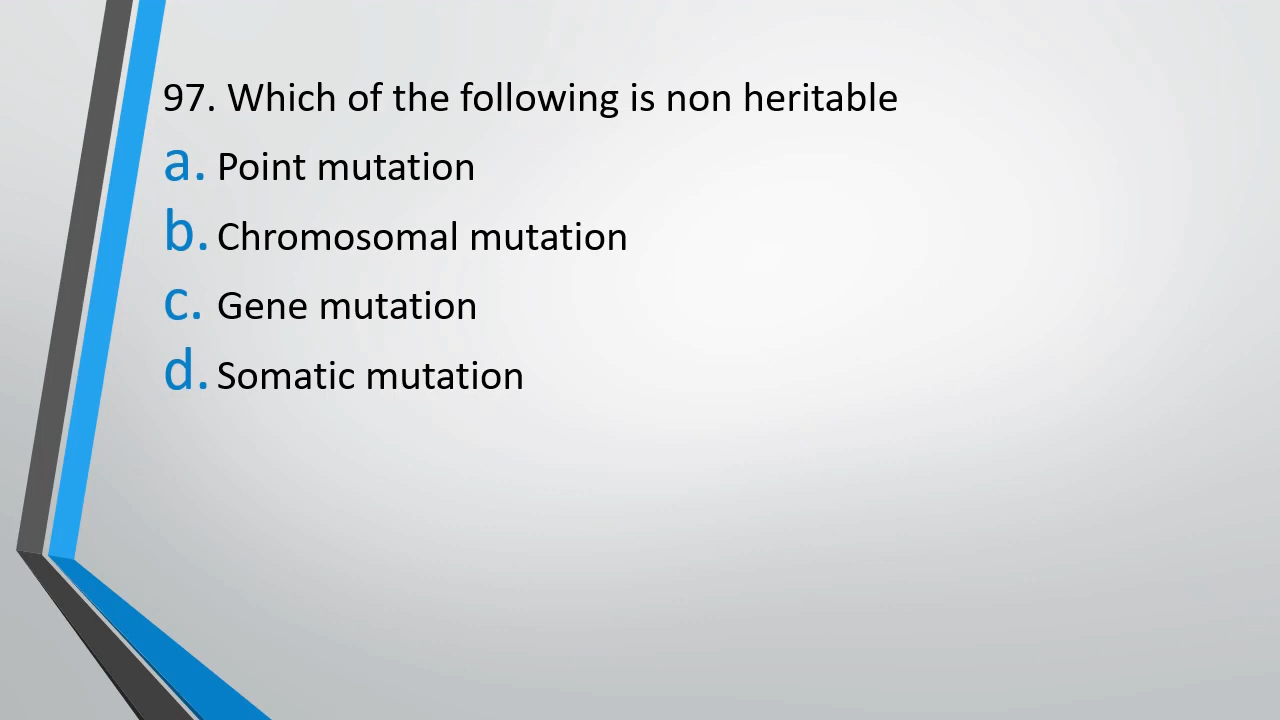 97. Which of the following is non heritable
a. Point mutation
b. Chromosomal mutation
c. Gene mutation
d. Somatic mutation